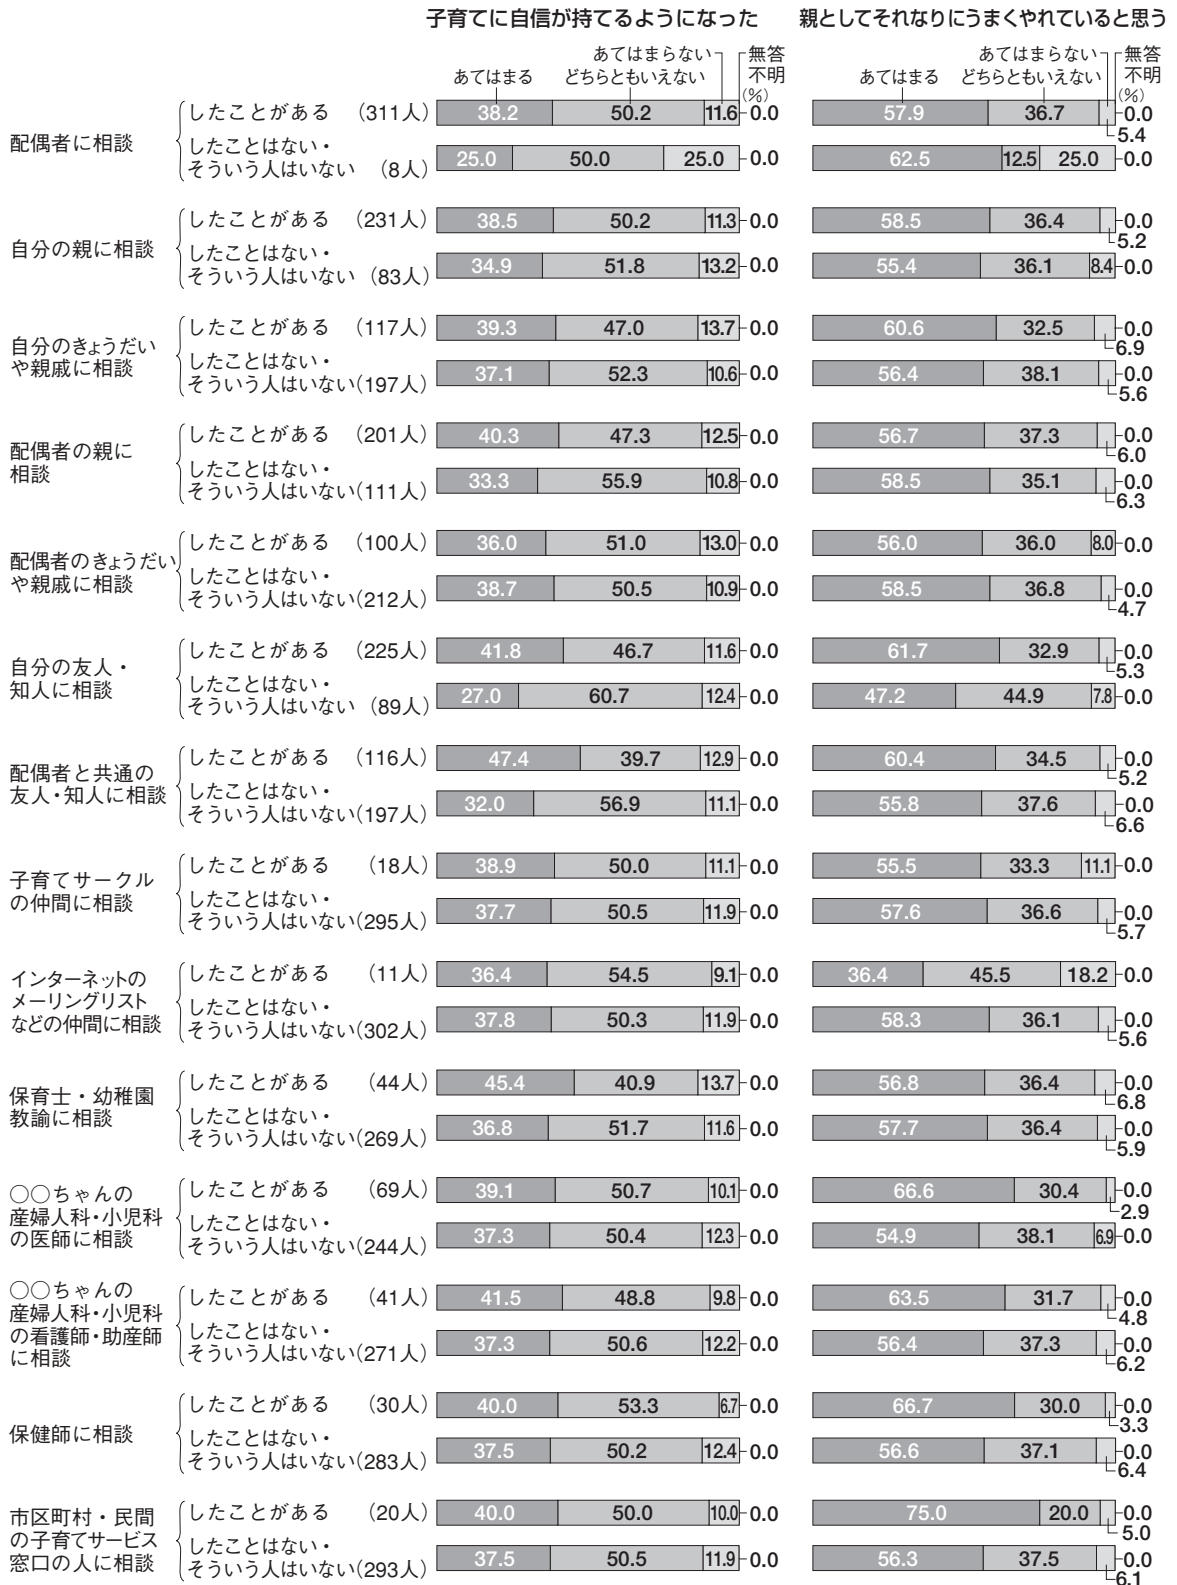 子育てに自信が持てるようになった 親としてそれなりにうまくやれていると思う
あてはまらない 無答 あてはまらない 無答
あてはまる どちらともいえない 不明 あてはまる どちらともいえない 不明
(%) (%)
したことがある (311人) 38.2 50.2 11.6 0.0 57.9 36.7 0.0
5.4
配偶者に相談
したことはない・
そういう人はいない (8人) 25.0 50.0 25.0 0.0 62.5 12.5 25.0 0.0
したことがある (231人) 38.5 50.2 11.3 0.0 58.5 36.4 0.0
5.2
自分の親に相談
したことはない・
そういう人はいない (83人) 34.9 51.8 13.2 0.0 55.4 36.1 8.4 0.0
したことがある (117人) 39.3 47.0 13.7 0.0 60.6 32.5 0.0
6.9
自分のきょうだい
や親戚に相談
したことはない・
そういう人はいない(197人) 37.1 52.3 10.6 0.0 56.4 38.1 0.0
5.6
したことがある (201人) 40.3 47.3 12.5 0.0 56.7 37.3 0.0
6.0
配偶者の親に
相談
したことはない・
そういう人はいない(111人) 33.3 55.9 10.8 0.0 58.5 35.1 0.0
6.3
したことがある (100人) 36.0 51.0 13.0 0.0 56.0 36.0 8.0 0.0
配偶者のきょうだい
や親戚に相談
したことはない・
そういう人はいない(212人) 38.7 50.5 10.9 0.0 58.5 36.8 0.0
4.7
したことがある (225人) 41.8 46.7 11.6 0.0 61.7 32.9 0.0
5.3
自分の友人・
知人に相談
したことはない・
そういう人はいない (89人) 27.0 60.7 12.4 0.0 47.2 44.9 7.8 0.0
したことがある (116人) 47.4 39.7 12.9 0.0 60.4 34.5 0.0
5.2
配偶者と共通の
友人・知人に相談
したことはない・
そういう人はいない(197人) 32.0 56.9 11.1 0.0 55.8 37.6 0.0
6.6
したことがある (18人) 38.9 50.0 11.1 0.0 55.5 33.3 11.1 0.0
子育てサークル
の仲間に相談
したことはない・
そういう人はいない(295人) 37.7 50.5 11.9 0.0 57.6 36.6 0.0
5.7
したことがある (11人) 36.4 54.5 9.1 0.0 36.4 45.5 18.2 0.0
インターネットの
メーリングリスト
などの仲間に相談
したことはない・
そういう人はいない(302人) 37.8 50.3 11.9 0.0 58.3 36.1 0.0
5.6
したことがある (44人) 45.4 40.9 13.7 0.0 56.8 36.4 0.0
6.8
保育士・幼稚園
教諭に相談
したことはない・
そういう人はいない(269人) 36.8 51.7 11.6 0.0 57.7 36.4 0.0
5.9
したことがある (69人) 39.1 50.7 10.1 0.0 66.6 30.4 0.0
2.9
○○ちゃんの
産婦人科・小児科
の医師に相談
したことはない・
そういう人はいない(244人) 37.3 50.4 12.3 0.0 54.9 38.1 6.9 0.0
したことがある (41人) 41.5 48.8 9.8 0.0 63.5 31.7 0.0
4.8
○○ちゃんの
産婦人科・小児科
の看護師・助産師
に相談
したことはない・
そういう人はいない(271人) 37.3 50.6 12.2 0.0 56.4 37.3 0.0
6.2
したことがある (30人) 40.0 53.3 6.7 0.0 66.7 30.0 0.0
3.3
保健師に相談
したことはない・
そういう人はいない(283人) 37.5 50.2 12.4 0.0 56.6 37.1 0.0
6.4
したことがある (20人) 40.0 50.0 10.0 0.0 75.0 20.0 0.0
5.0
市区町村・民間
の子育てサービス
窓口の人に相談
したことはない・
そういう人はいない(293人) 37.5 50.5 11.9 0.0 56.3 37.5 0.0
6.1